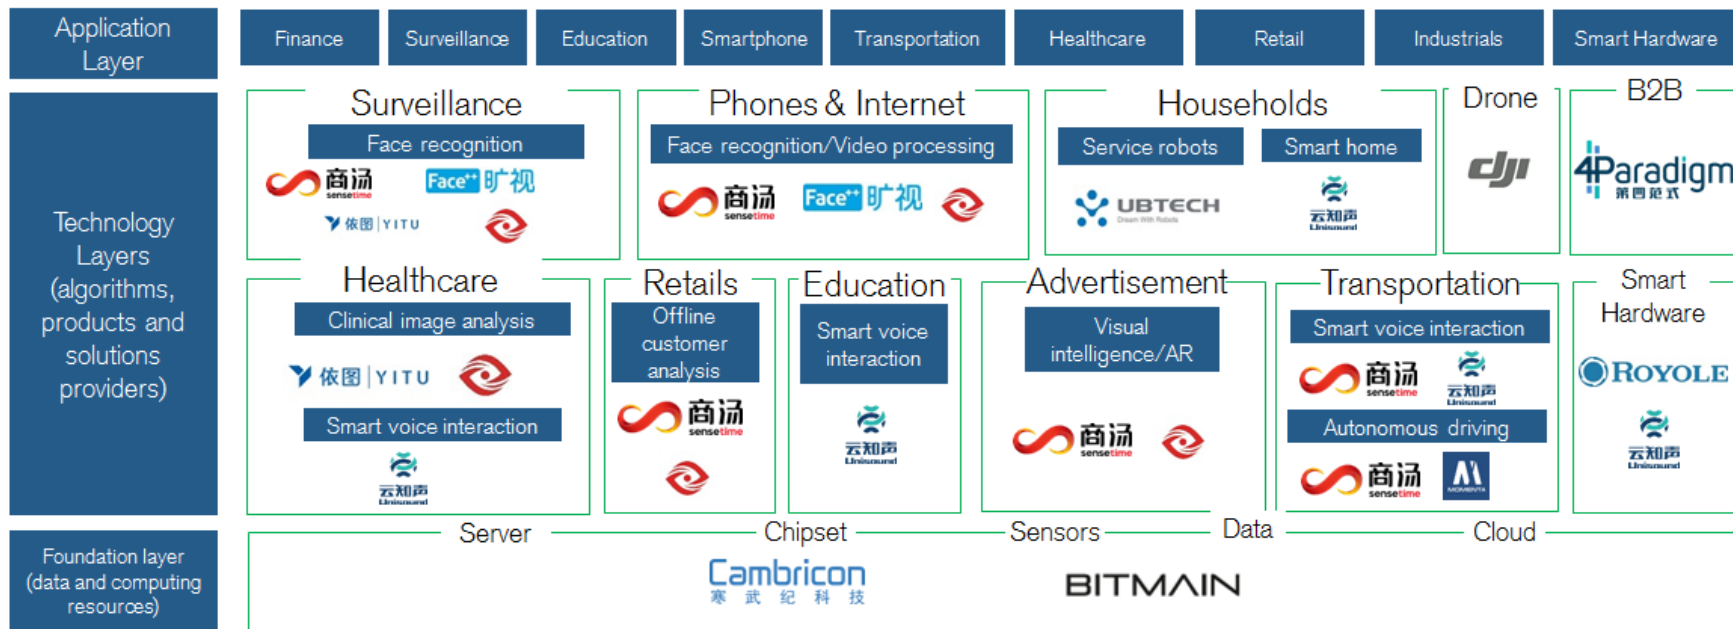 Application
Layer
Finance
Surveillance
Education
Smartphone
Transportation
Healthcare
Retail
Industrials
Smart Hardware
Technology
Layers
(algorithms,
products and
solutions
providers)
Surveillance
Face recognition
商汤
sensetime
Face++ 旷视
依图 | YITU
Phones & Internet
Face recognition/Video processing
商汤
sensetime
Face++ 旷视
Households
Service robots
UBTECH
Dream With Robots
Smart home
云知声
Unisound
Drone
dji
B2B
4Paradigm
第四范式
Healthcare
Clinical image analysis
依图 | YITU
Smart voice interaction
云知声
Unisound
Retails
Offline
customer
analysis
商汤
sensetime
Education
Smart voice
interaction
云知声
Unisound
Advertisement
Visual
intelligence/AR
商汤
sensetime
Transportation
Smart voice interaction
商汤
sensetime
云知声
Unisound
Autonomous driving
商汤
sensetime
MOMENTA
Smart
Hardware
ROYOLE
云知声
Unisound
Foundation layer
(data and computing
resources)
Server
Chipset
Sensors
Data
Cloud
Cambricon
寒武纪科技
BITMAIN